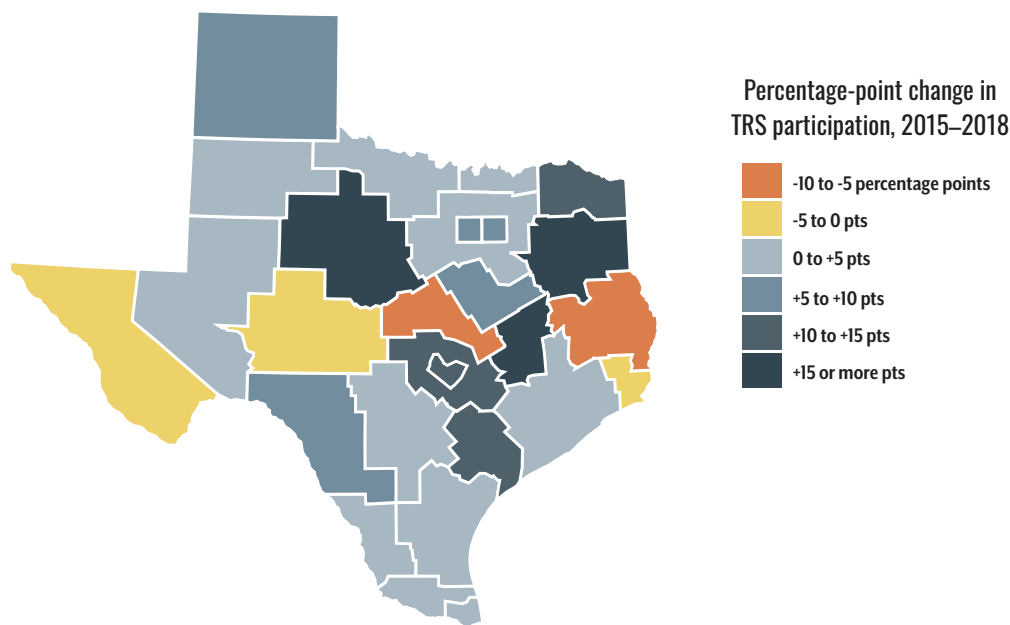 Percentage-point change in
TRS participation, 2015–2018
-10 to -5 percentage points
-5 to 0 pts
0 to +5 pts
+5 to +10 pts
+10 to +15 pts
+15 or more pts